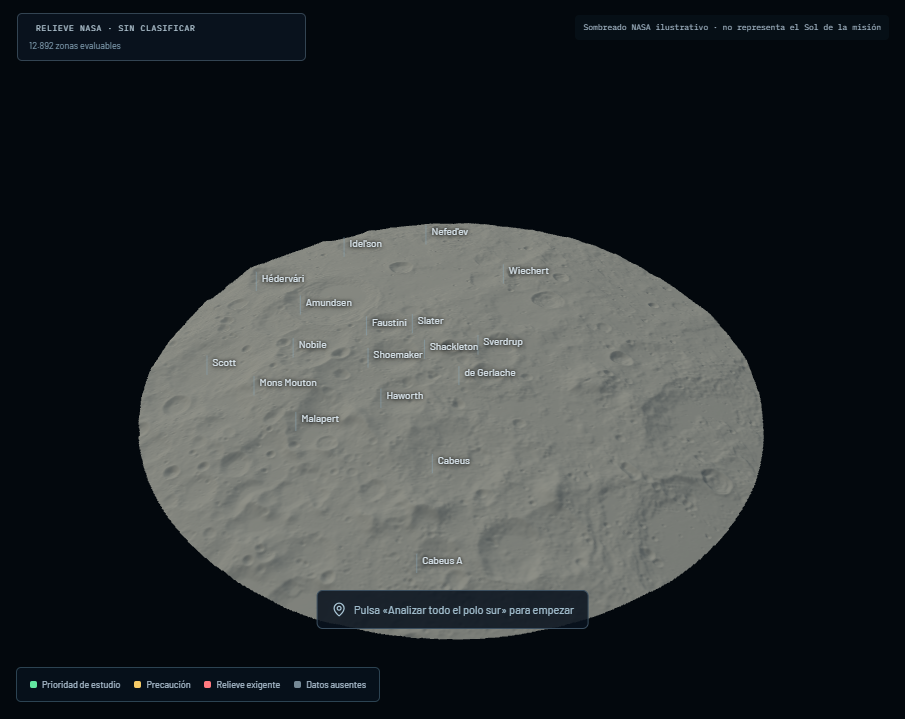 RELIEVE NASA · SIN CLASIFICAR
12.892 zonas evaluables
Sombreado NASA ilustrativo · no representa el Sol de la misión
Nefed'ev
Idel'son
Wiechert
Hédervári
Amundsen
Faustini
Slater
Nobile
Shoemaker
Shackleton
Sverdrup
Scott
de Gerlache
Mons Mouton
Haworth
Malapert
Cabeus
Cabeus A
Pulsa «Analizar todo el polo sur» para empezar
Prioridad de estudio
Precaución
Relieve exigente
Datos ausentes